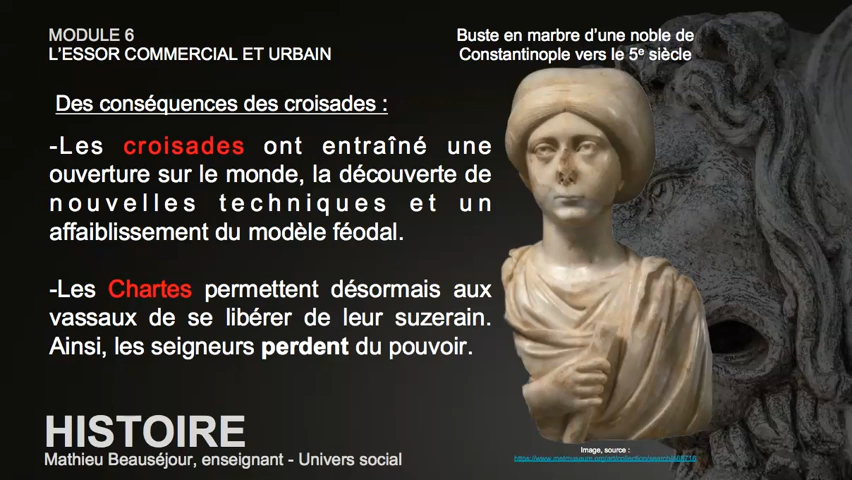 MODULE 6
L'ESSOR COMMERCIAL ET URBAIN
Buste en marbre d'une noble de
Constantinople vers le 5e siècle
Des conséquences des croisades :
-Les croisades ont entraîné une
ouverture sur le monde, la découverte de
nouvelles techniques et un
affaiblissement du modèle féodal.
-Les Chartes permettent désormais aux
vassaux de se libérer de leur suzerain.
Ainsi, les seigneurs perdent du pouvoir.
HISTOIRE
Mathieu Beauséjour, enseignant - Univers social
Image, source :